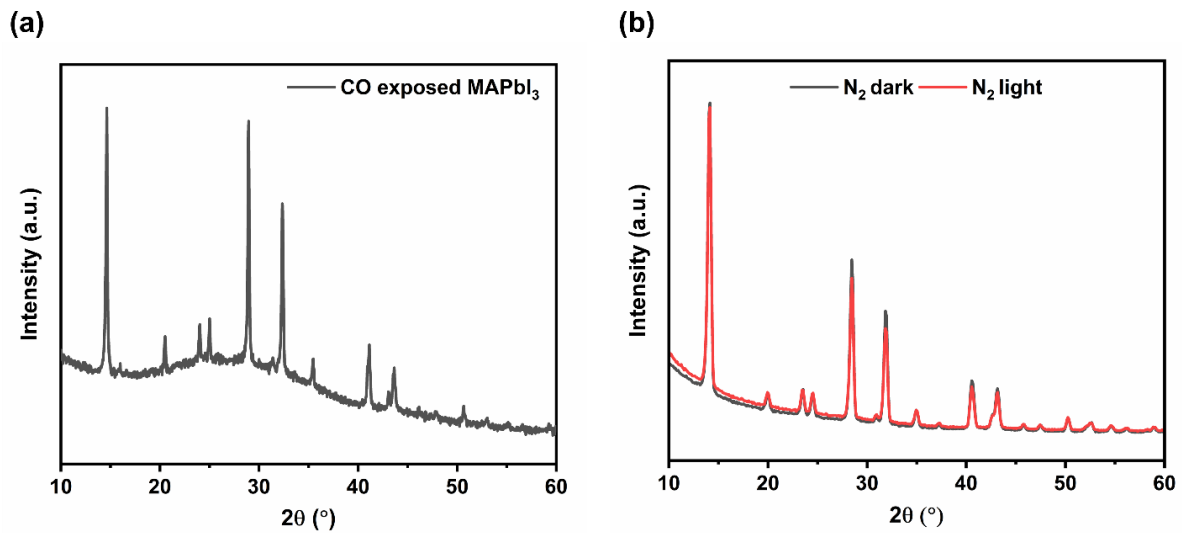 (a)
CO exposed MAPbI₃
Intensity (a.u.)
10 20 30 40 50 60
2θ (°)
(b)
N₂ dark N₂ light
Intensity (a.u.)
10 20 30 40 50 60
2θ (°)